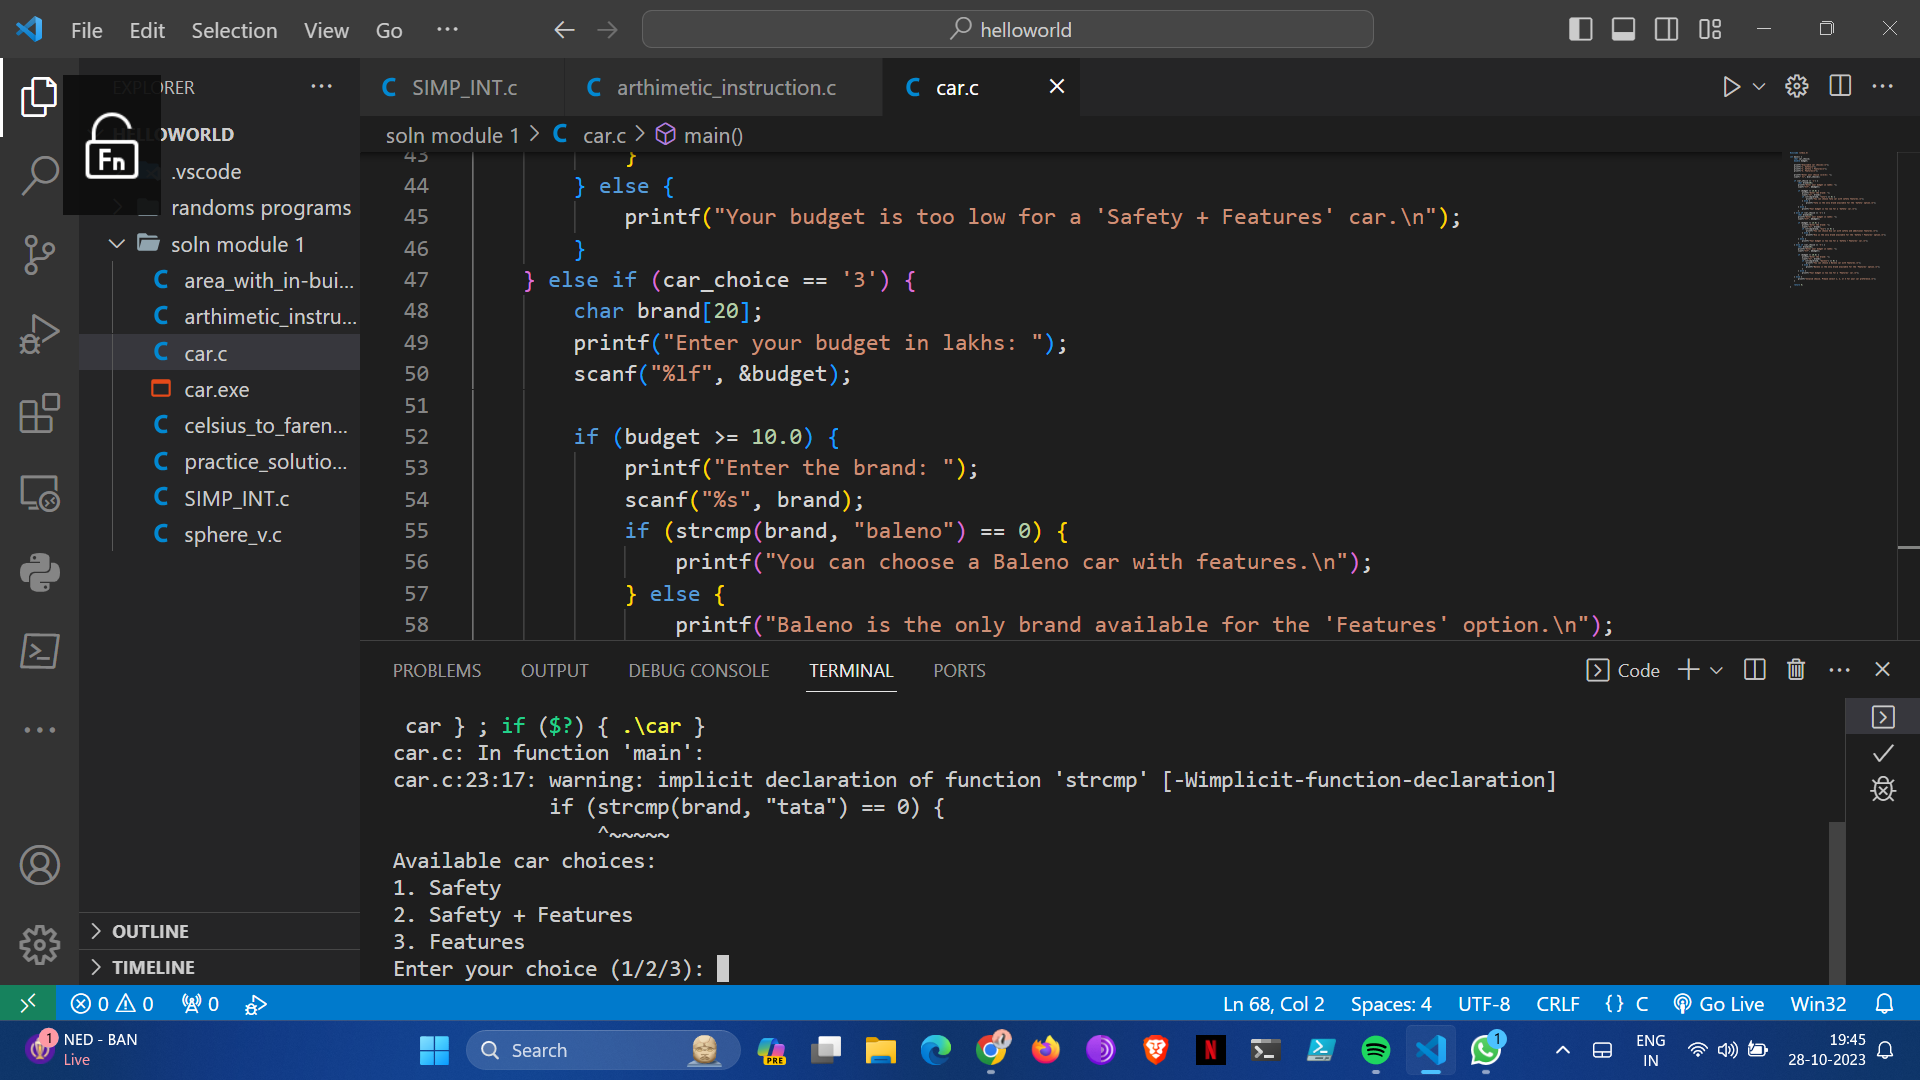 File Edit Selection View Go ···
helloworld
EXPLORER
HELLOWORLD
.vscode
randoms programs
soln module 1
C area_with_in-bui...
C arthimetic_instru...
C car.c
car.exe
C celsius_to_faren...
C practice_solutio...
C SIMP_INT.c
C sphere_v.c
OUTLINE
TIMELINE
Fn
C SIMP_INT.c
C arthimetic_instruction.c
C car.c
soln module 1 > C car.c > main()
43 }
44 } else {
45 printf("Your budget is too low for a 'Safety + Features' car.\n");
46 }
47 } else if (car_choice == '3') {
48 char brand[20];
49 printf("Enter your budget in lakhs: ");
50 scanf("%lf", &budget);
51
52 if (budget >= 10.0) {
53 printf("Enter the brand: ");
54 scanf("%s", brand);
55 if (strcmp(brand, "baleno") == 0) {
56 printf("You can choose a Baleno car with features.\n");
57 } else {
58 printf("Baleno is the only brand available for the 'Features' option.\n");
PROBLEMS OUTPUT DEBUG CONSOLE TERMINAL PORTS
Code
car } ; if ($?) { .\car }
car.c: In function 'main':
car.c:23:17: warning: implicit declaration of function 'strcmp' [-Wimplicit-function-declaration]
if (strcmp(brand, "tata") == 0) {
^~~~~~
Available car choices:
1. Safety
2. Safety + Features
3. Features
Enter your choice (1/2/3):
0 0 0
Ln 68, Col 2 Spaces: 4 UTF-8 CRLF {} C Go Live Win32
1 NED - BAN
Live
Search
PRE
N
1
ENG
IN
19:45
28-10-2023